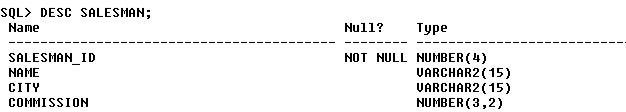 SQL> DESC SALESMAN;
Name Null? Type
----------------------------------------- -------- ----------------------------
SALESMAN_ID NOT NULL NUMBER(4)
NAME VARCHAR2(15)
CITY VARCHAR2(15)
COMMISSION NUMBER(3,2)